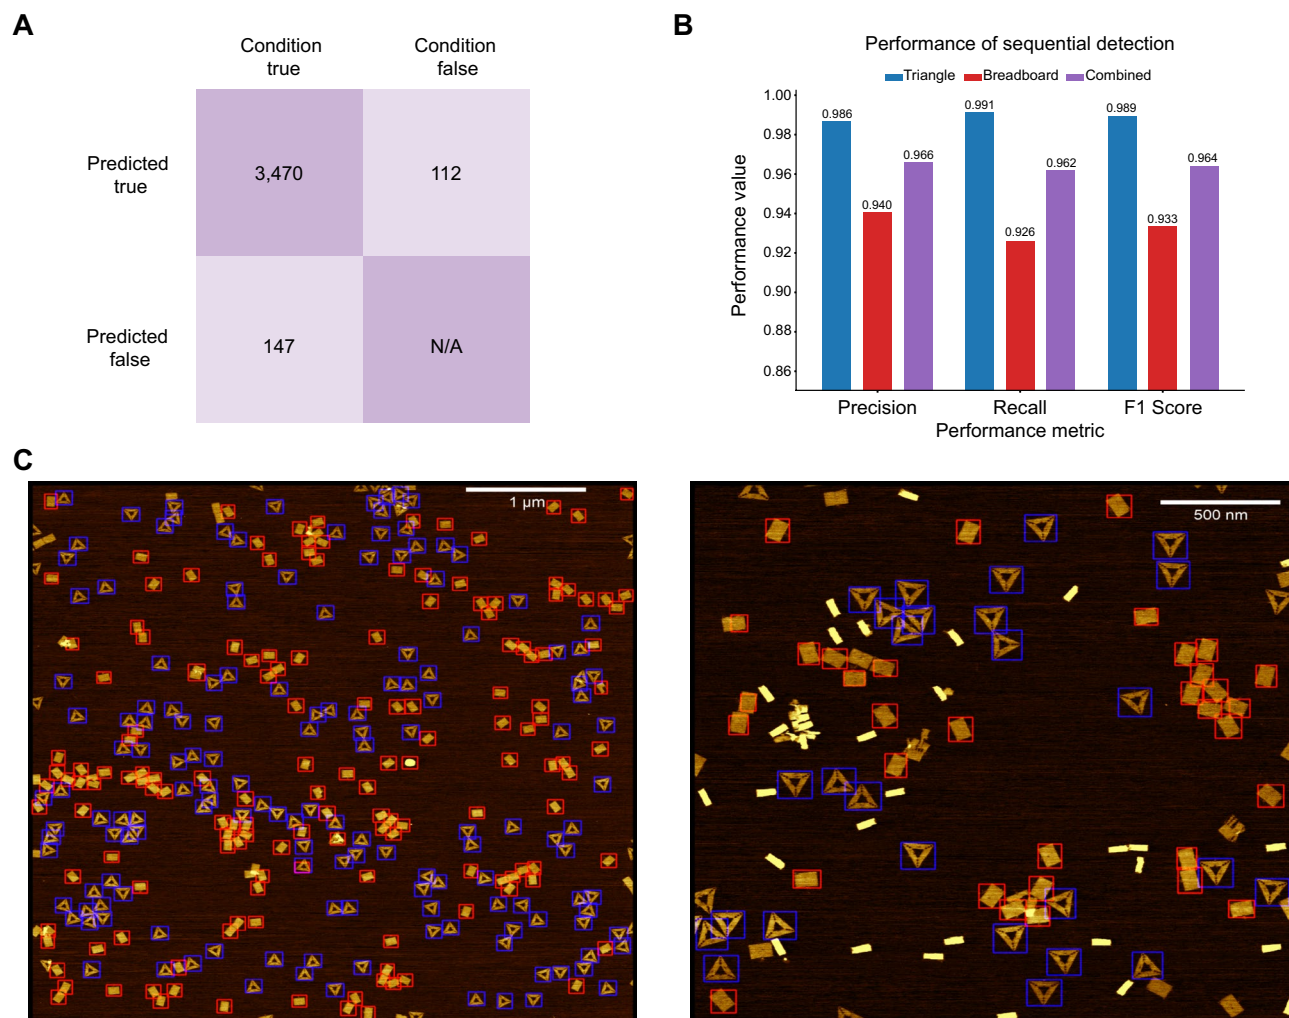 A
Condition
true
Condition
false
Predicted
true
3,470
112
Predicted
false
147
N/A
B
Performance of sequential detection
Triangle
Breadboard
Combined
Performance value
1.00
0.98
0.96
0.94
0.92
0.90
0.88
0.86
0.986
0.940
0.966
0.991
0.926
0.962
0.989
0.933
0.964
Precision
Recall
F1 Score
Performance metric
C
1 µm
500 nm